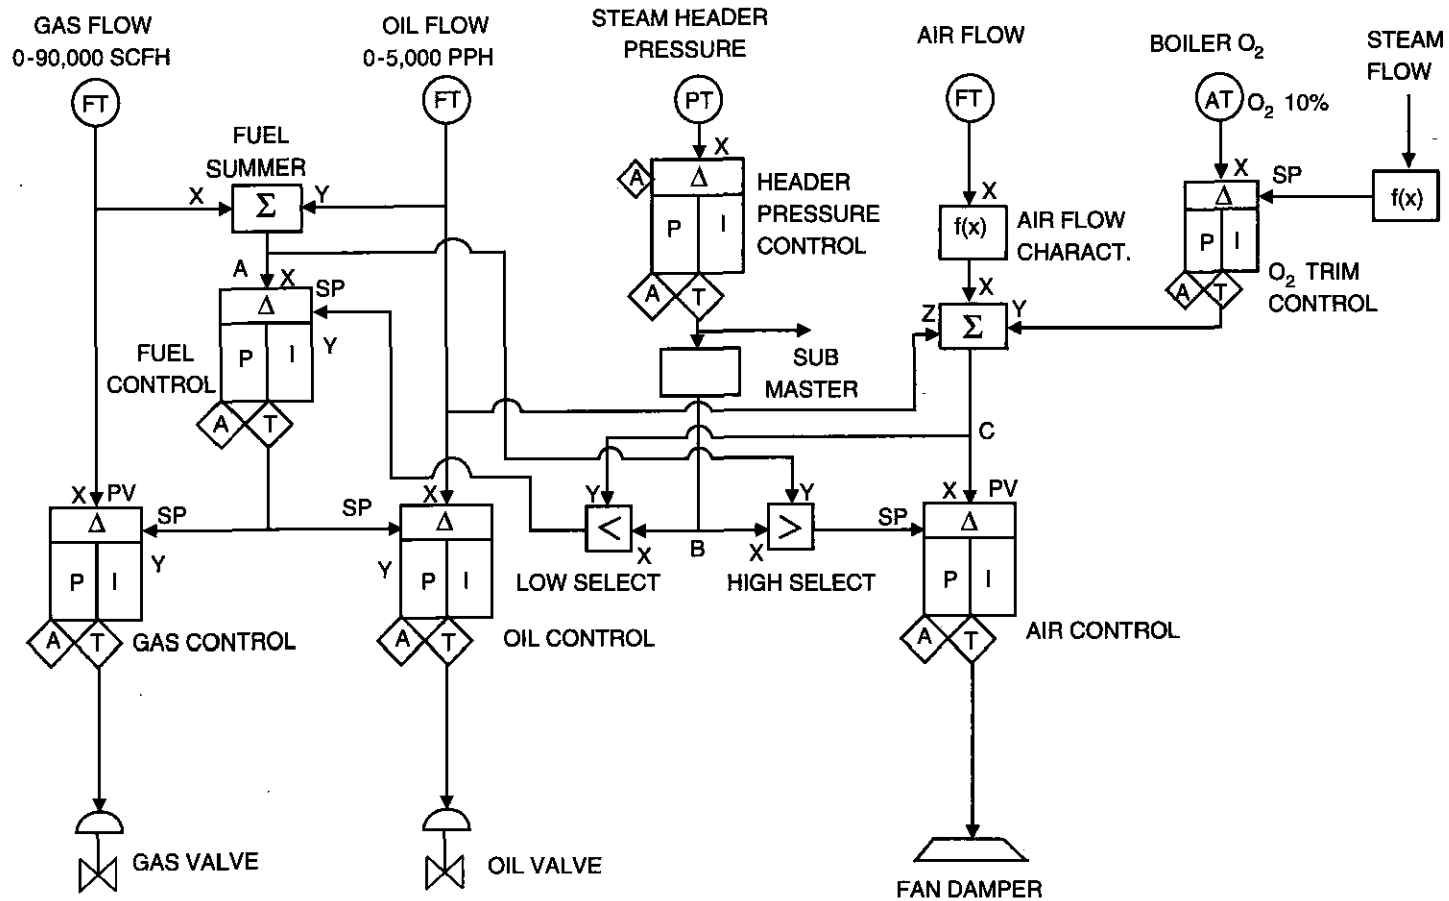 GAS FLOW
0-90,000 SCFH
OIL FLOW
0-5,000 PPH
STEAM HEADER
PRESSURE
AIR FLOW
BOILER O2
STEAM
FLOW
FT
FT
PT
FT
AT
O2 10%
FUEL
SUMMER
X
Σ
Y
X
A
Δ
P
I
A
T
HEADER
PRESSURE
CONTROL
X
f(x)
AIR FLOW
CHARACT.
X
SP
Δ
P
I
A
T
f(x)
O2 TRIM
CONTROL
A
X
SP
Δ
Y
P
I
A
T
FUEL
CONTROL
SUB
MASTER
X
Z
Σ
Y
C
X
PV
Δ
SP
Y
P
I
A
T
GAS CONTROL
SP
X
Δ
Y
P
I
A
T
OIL CONTROL
Y
<
X
LOW SELECT
B
Y
>
X
HIGH SELECT
SP
X
PV
Δ
P
I
A
T
AIR CONTROL
GAS VALVE
OIL VALVE
FAN DAMPER